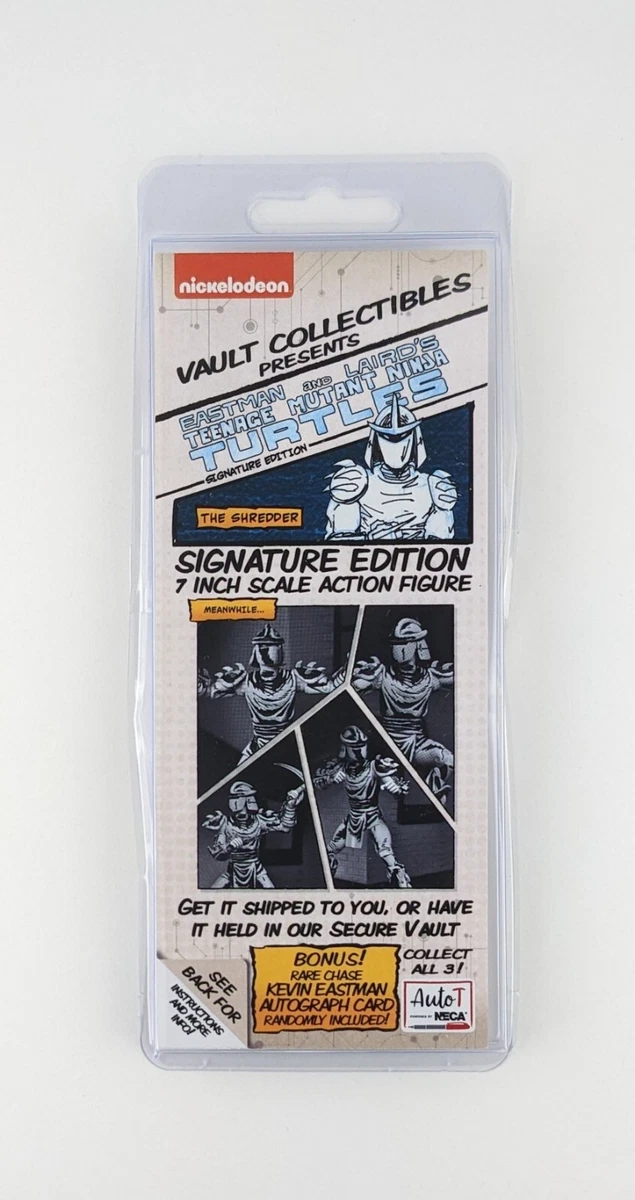 nickelodeon
VAULT COLLECTIBLES
PRESENTS
EASTMAN AND LAIRD'S
TEENAGE MUTANT NINJA
TURTLES
SIGNATURE EDITION
THE SHREDDER
SIGNATURE EDITION
7 INCH SCALE ACTION FIGURE
MEANWHILE...
GET IT SHIPPED TO YOU, OR HAVE
IT HELD IN OUR SECURE VAULT
SEE
BACK FOR
INSTRUCTIONS
AND MORE
INFO!
BONUS!
RARE CHASE
KEVIN EASTMAN
AUTOGRAPH CARD
RANDOMLY INCLUDED!
COLLECT
ALL 3!
AutoT
POWERED BY NECA